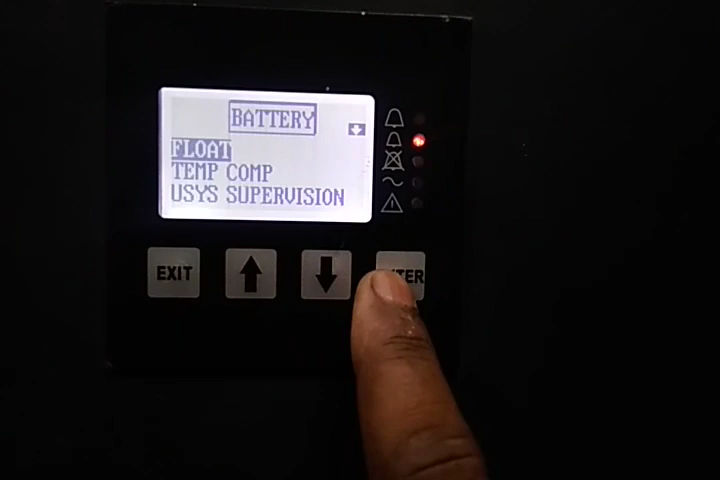 BATTERY
FLOAT
TEMP COMP
USYS SUPERVISION
EXIT